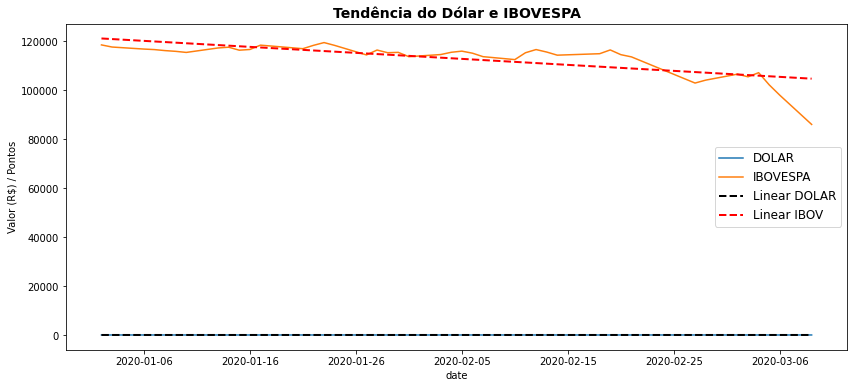 Tendência do Dólar e IBOVESPA
Valor (R$) / Pontos
120000
100000
80000
60000
40000
20000
0
DOLAR
IBOVESPA
Linear DOLAR
Linear IBOV
2020-01-06 2020-01-16 2020-01-26 2020-02-05 2020-02-15 2020-02-25 2020-03-06
date